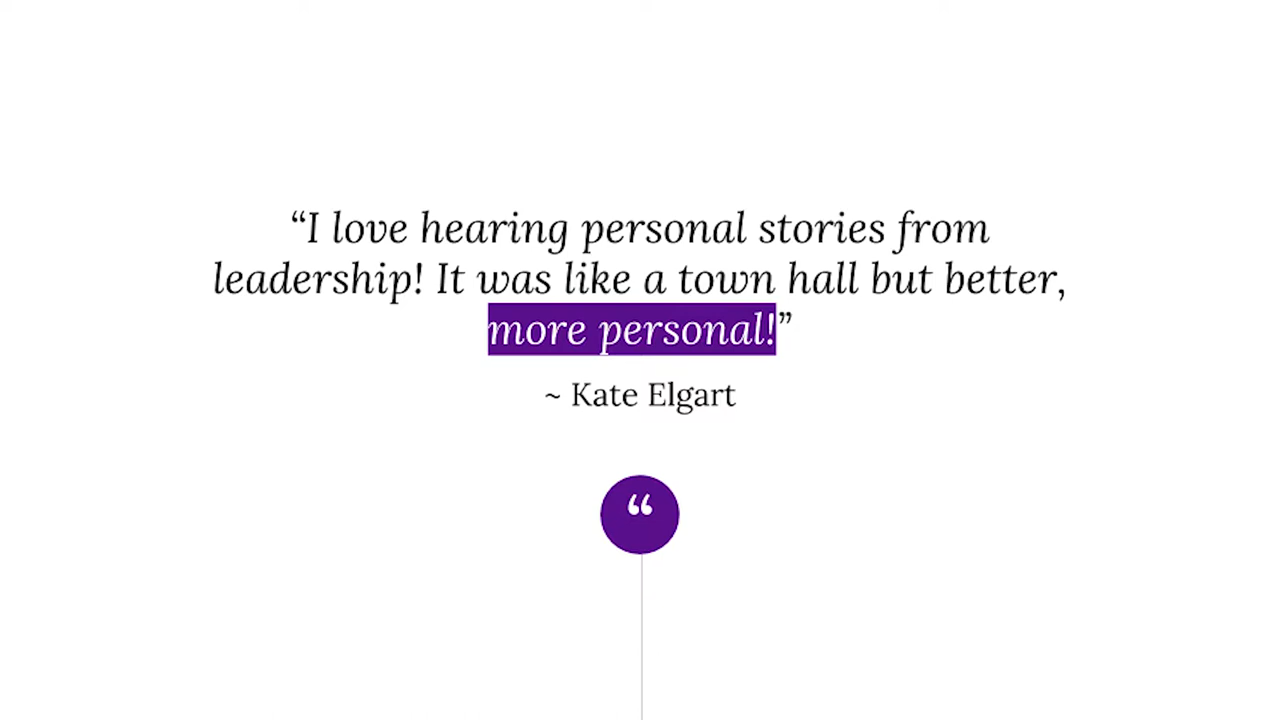 “I love hearing personal stories from
leadership! It was like a town hall but better,
more personal!”
~ Kate Elgart
“